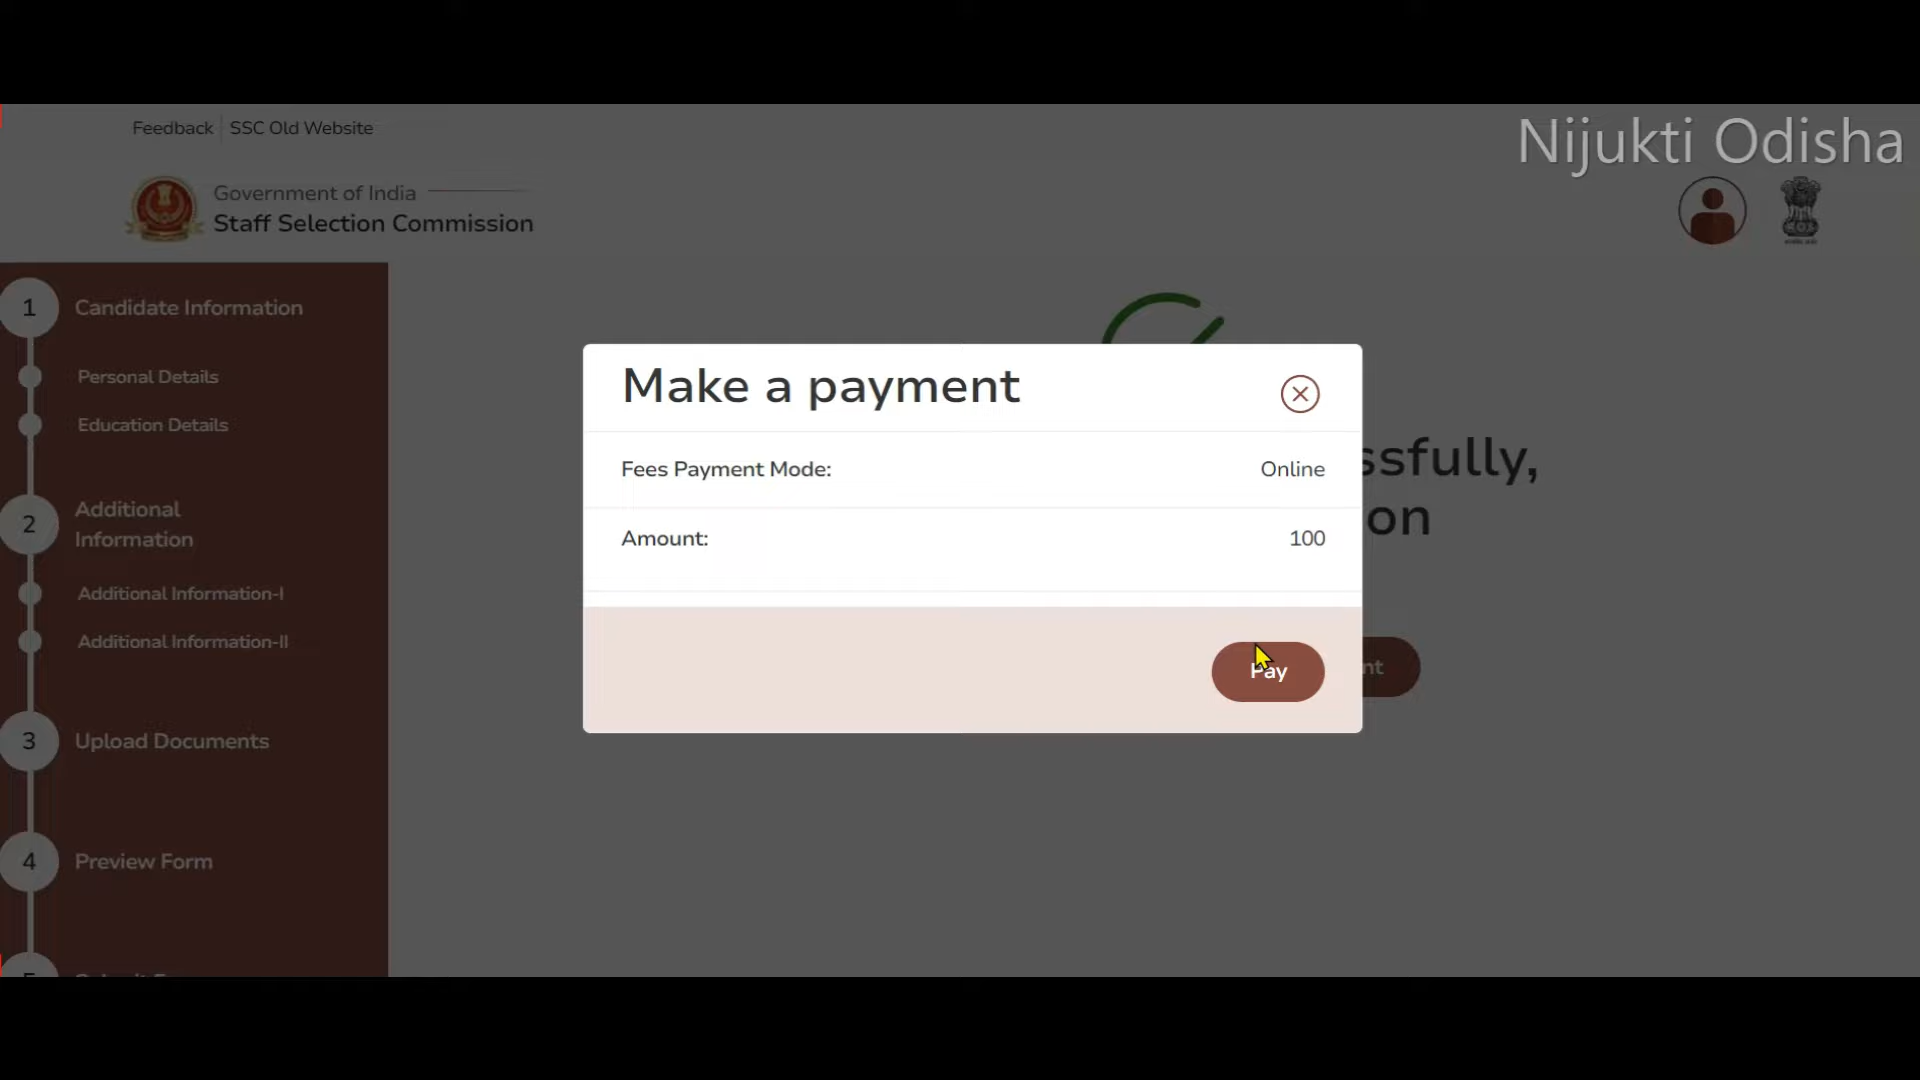 Feedback
SSC Old Website
Nijukti Odisha
Government of India
Staff Selection Commission
1 Candidate Information
Personal Details
Education Details
2 Additional
Information
Additional Information-I
Additional Information-II
3 Upload Documents
4 Preview Form
Make a payment
Fees Payment Mode: Online
Amount: 100
Pay
ssfully,
on
nt